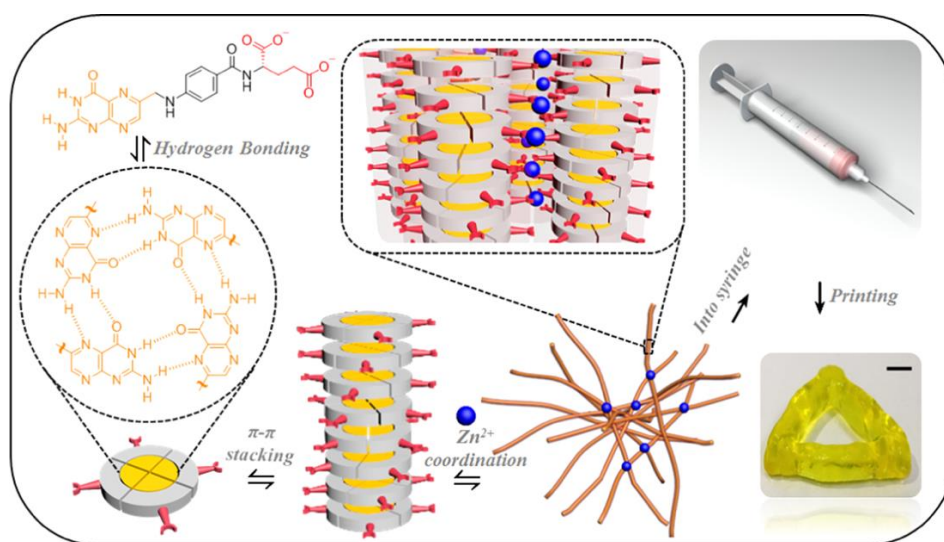 Hydrogen Bonding
π-π
stacking
Zn²⁺
coordination
Into syringe
Printing